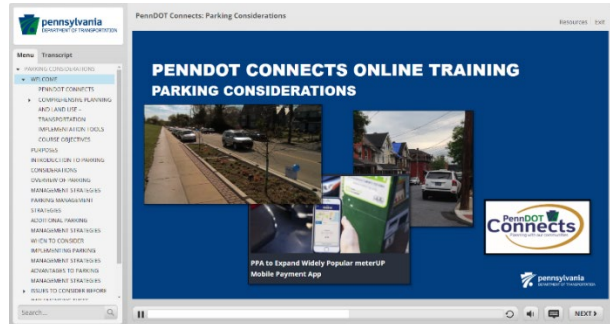 pennsylvania
DEPARTMENT OF TRANSPORTATION
PennDOT Connects: Parking Considerations
Resources Exit
Menu Transcript
PARKING CONSIDERATIONS
WELCOME
PENNDOT CONNECTS
COMPREHENSIVE PLANNING
AND LAND USE -
TRANSPORTATION
IMPLEMENTATION TOOLS
COURSE OBJECTIVES
PURPOSES
INTRODUCTION TO PARKING
CONSIDERATIONS
OVERVIEW OF PARKING
MANAGEMENT STRATEGIES
PARKING MANAGEMENT
STRATEGIES
ADDITIONAL PARKING
MANAGEMENT STRATEGIES
WHEN TO CONSIDER
IMPLEMENTING PARKING
MANAGEMENT STRATEGIES
ADVANTAGES TO PARKING
MANAGEMENT STRATEGIES
ISSUES TO CONSIDER BEFORE
Search...
PENNDOT CONNECTS ONLINE TRAINING
PARKING CONSIDERATIONS
PPA to Expand Widely Popular meterUP
Mobile Payment App
PennDOT
Connects
pennsylvania
DEPARTMENT OF TRANSPORTATION
NEXT